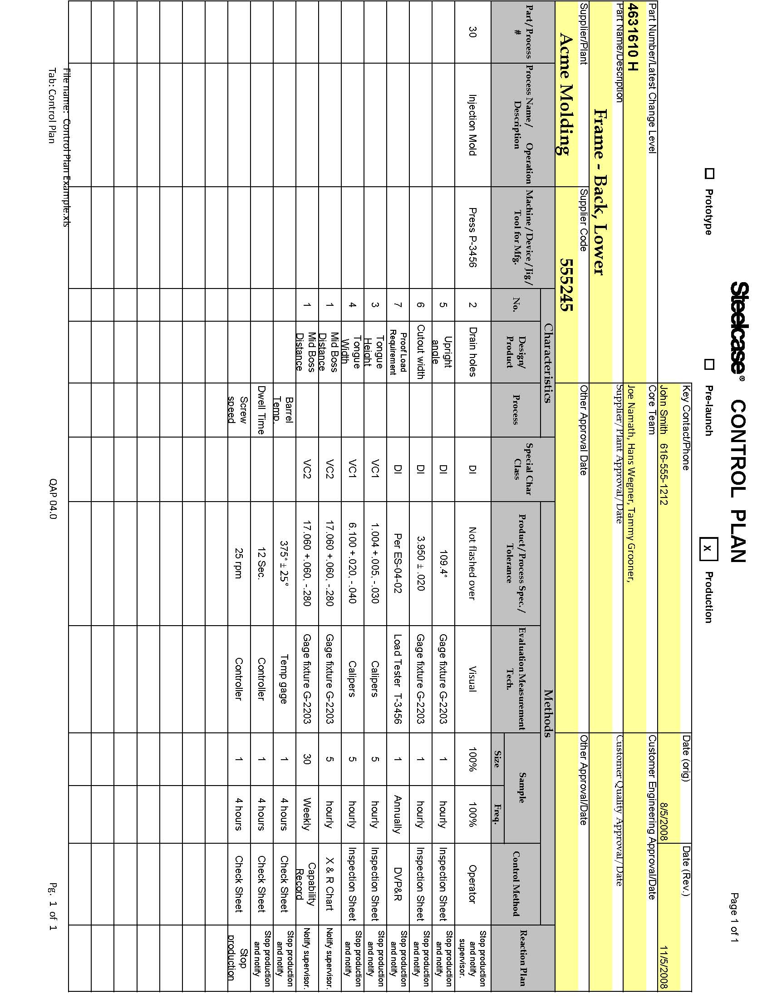 Steelcase® CONTROL PLAN
Page 1 of 1
Prototype
Pre-launch
X Production
Key Contact/Phone
Date (orig)
Date (Rev.)
John Smith 616-555-1212
8/5/2008
11/5/2008
Part Number/Latest Change Level
Core Team
Customer Engineering Approval/Date
4631610 H
Joe Namath, Hans Wegner, Tammy Grooner,
Part Name/Description
Supplier/Plant Approval/Date
Customer Quality Approval/Date
Frame - Back, Lower
Supplier/Plant
Supplier Code
Other Approval Date
Other Approval/Date
Acme Molding
555245
Characteristics
Methods
Part/Process #
Process Name/ Operation Description
Machine/Device/Jig/ Tool for Mfg.
No.
Design/ Product
Process
Special Char Class
Product/Process Spec./ Tolerance
Evaluation Measurement Tech.
Sample
Size
Freq.
Control Method
Reaction Plan
30 Injection Mold Press P-3456 2 Drain holes DI Not flashed over Visual 100% 100% Operator Stop production and notify supervisor.
5 Upright angle DI 109.4° Gage fixture G-2203 1 hourly Inspection Sheet Stop production and notify
6 Cutout width DI 3.950 ± .020 Gage fixture G-2203 1 hourly Inspection Sheet Stop production and notify
7 Proof Load Requirement DI Per ES-04-02 Load Tester T-3456 1 Annually DVP&R Stop production and notify
3 Tongue Height VC1 1.004 +.005, -.030 Calipers 5 hourly Inspection Sheet Stop production and notify
4 Tongue Width VC1 6.100 +.020, -.040 Calipers 5 hourly Inspection Sheet Stop production and notify
1 Mid Boss Distance VC2 17.060 +.060, -.280 Gage fixture G-2203 5 hourly X & R Chart Notify supervisor.
1 Mid Boss Distance VC2 17.060 +.060, -.280 Gage fixture G-2203 30 Weekly Capability Record Notify supervisor.
Barrel Temp. 375° ± 25° Temp gage 1 4 hours Check Sheet Stop production and notify
Dwell Time 12 Sec. Controller 1 4 hours Check Sheet Stop production and notify
Screw speed 25 rpm Controller 1 4 hours Check Sheet Stop production
File name: Control Plan Example.xls
Tab: Control Plan
QAP 04.0
Pg. 1 of 1